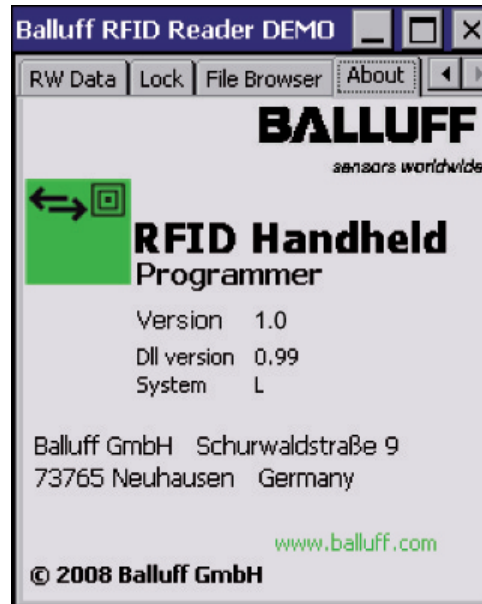 Balluff RFID Reader DEMO
RW Data Lock File Browser About
BALLUFF
sensors worldwide
RFID Handheld
Programmer
Version 1.0
Dll version 0.99
System L
Balluff GmbH Schurwaldstraße 9
73765 Neuhausen Germany
www.balluff.com
© 2008 Balluff GmbH